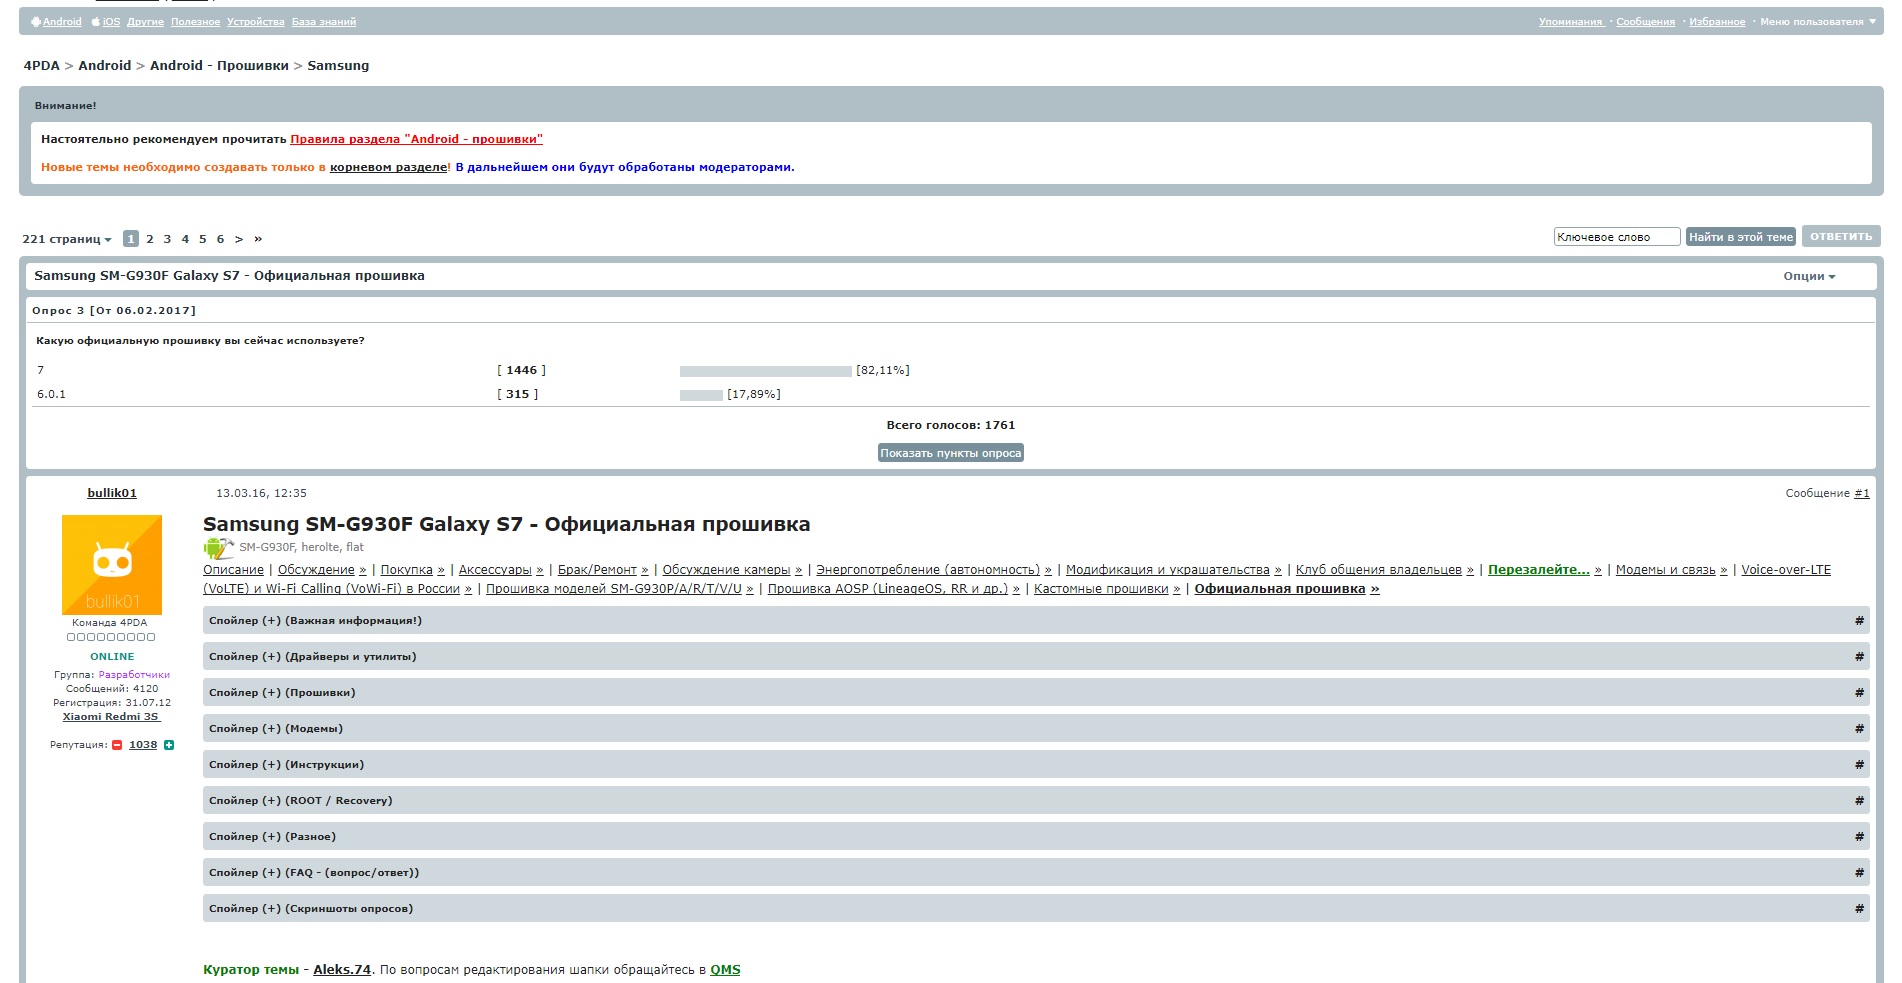 Android iOS Другие Полезное Устройства База знаний Упоминания · Сообщения · Избранное · Меню пользователя
4PDA > Android > Android - Прошивки > Samsung
Внимание!
Настоятельно рекомендуем прочитать Правила раздела "Android - прошивки"
Новые темы необходимо создавать только в корневом разделе! В дальнейшем они будут обработаны модераторами.
221 страниц 1 2 3 4 5 6 > » Ключевое слово Найти в этой теме ОТВЕТИТЬ
Samsung SM-G930F Galaxy S7 - Официальная прошивка Опции
Опрос 3 [От 06.02.2017]
Какую официальную прошивку вы сейчас используете?
7 [ 1446 ] [82,11%]
6.0.1 [ 315 ] [17,89%]
Всего голосов: 1761
Показать пункты опроса
bullik01 13.03.16, 12:35 Сообщение #1
bullik01
Команда 4PDA
ONLINE
Группа: Разработчики
Сообщений: 4120
Регистрация: 31.07.12
Xiaomi Redmi 3S
Репутация: 1038
Samsung SM-G930F Galaxy S7 - Официальная прошивка
SM-G930F, herolte, flat
Описание | Обсуждение » | Покупка » | Аксессуары » | Брак/Ремонт » | Обсуждение камеры » | Энергопотребление (автономность) » | Модификация и украшательства » | Клуб общения владельцев » | Перезалейте... » | Модемы и связь » | Voice-over-LTE
(VoLTE) и Wi-Fi Calling (VoWi-Fi) в России » | Прошивка моделей SM-G930P/A/R/T/V/U » | Прошивка AOSP (LineageOS, RR и др.) » | Кастомные прошивки » | Официальная прошивка »
Спойлер (+) (Важная информация!) #
Спойлер (+) (Драйверы и утилиты) #
Спойлер (+) (Прошивки) #
Спойлер (+) (Модемы) #
Спойлер (+) (Инструкции) #
Спойлер (+) (ROOT / Recovery) #
Спойлер (+) (Разное) #
Спойлер (+) (FAQ - (вопрос/ответ)) #
Спойлер (+) (Скриншоты опросов) #
Куратор темы - Aleks.74. По вопросам редактирования шапки обращайтесь в QMS